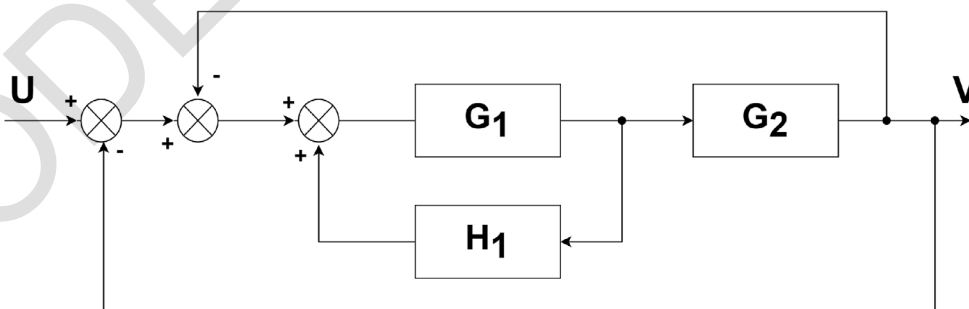 U + - + - + + G1 G2 V
H1